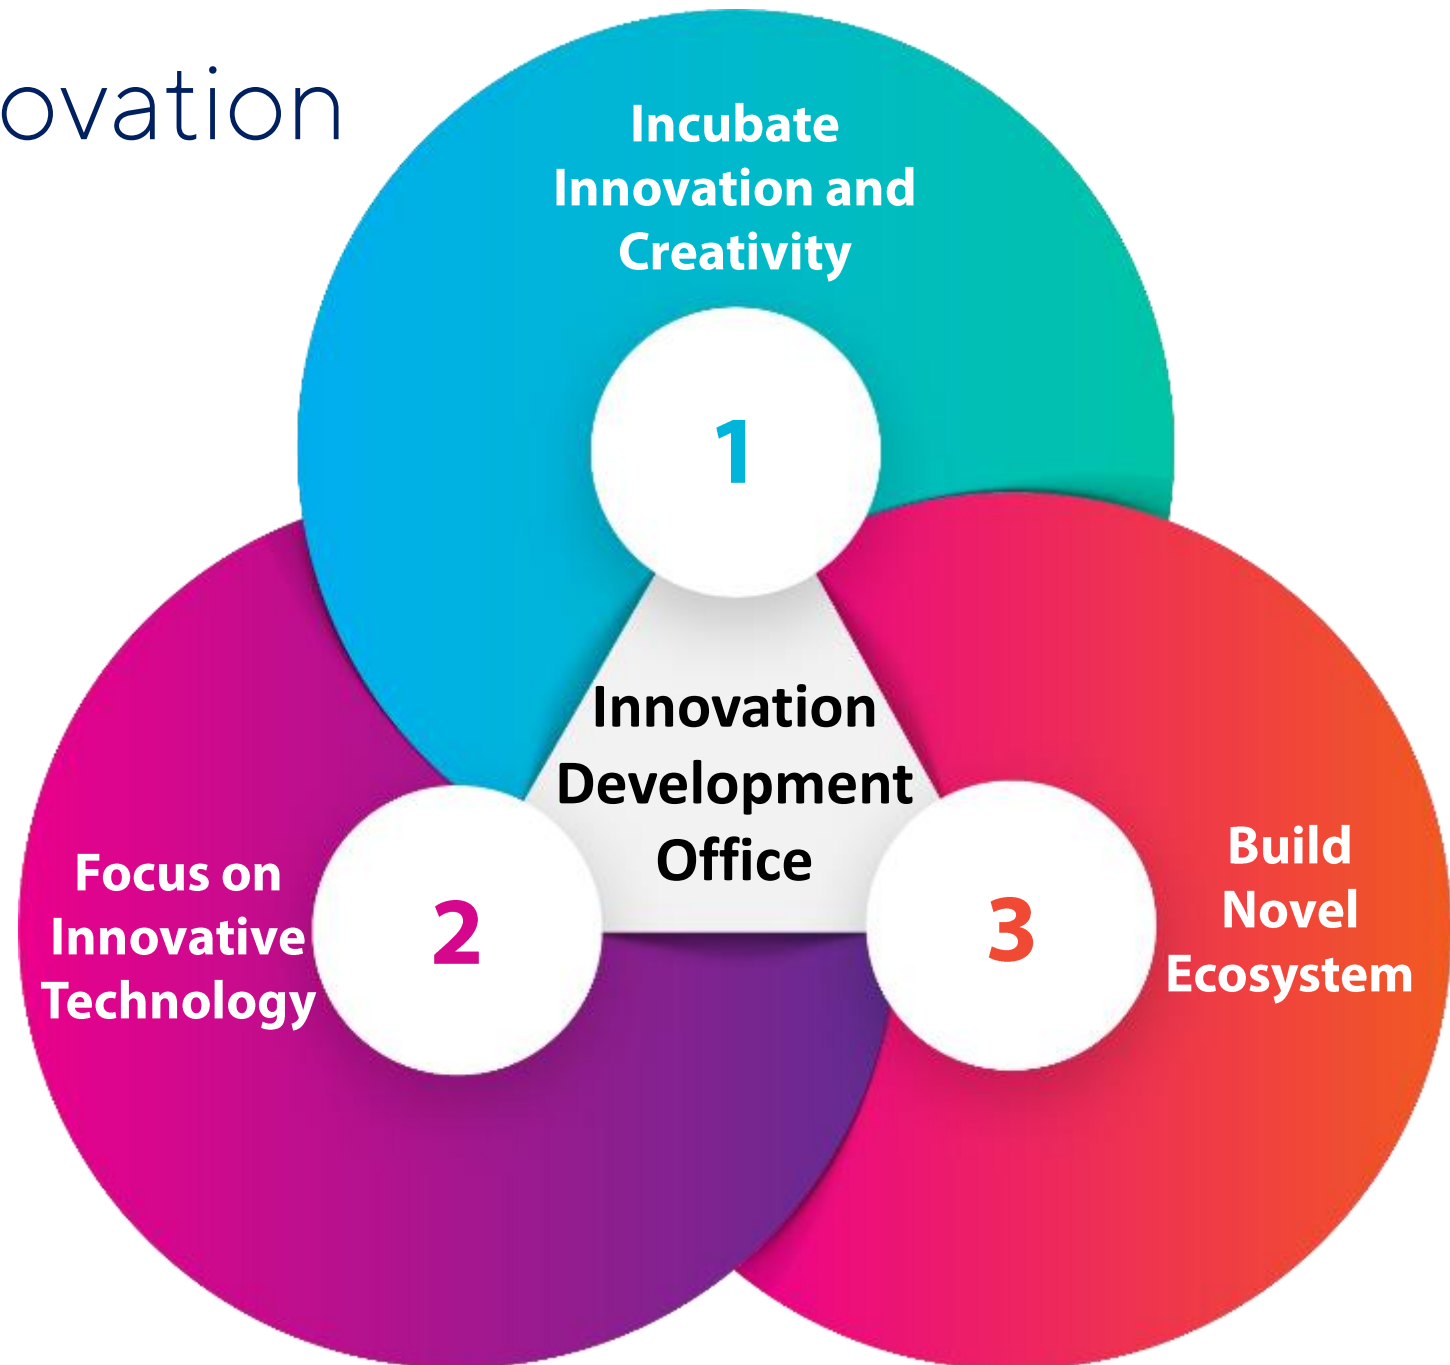 ovation
Incubate
Innovation and
Creativity
1
Innovation
Development
Office
Focus on
Innovative
Technology
2
3
Build
Novel
Ecosystem